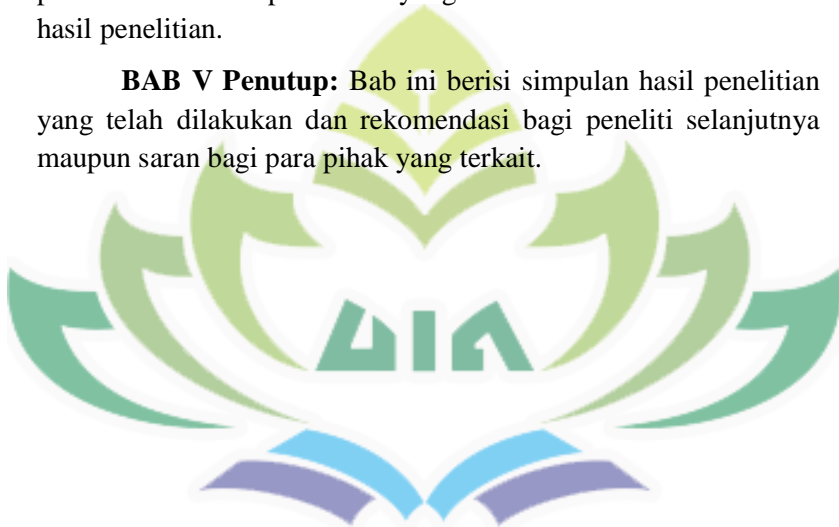 hasil penelitian.
BAB V Penutup: Bab ini berisi simpulan hasil penelitian
yang telah dilakukan dan rekomendasi bagi peneliti selanjutnya
maupun saran bagi para pihak yang terkait.
UIN